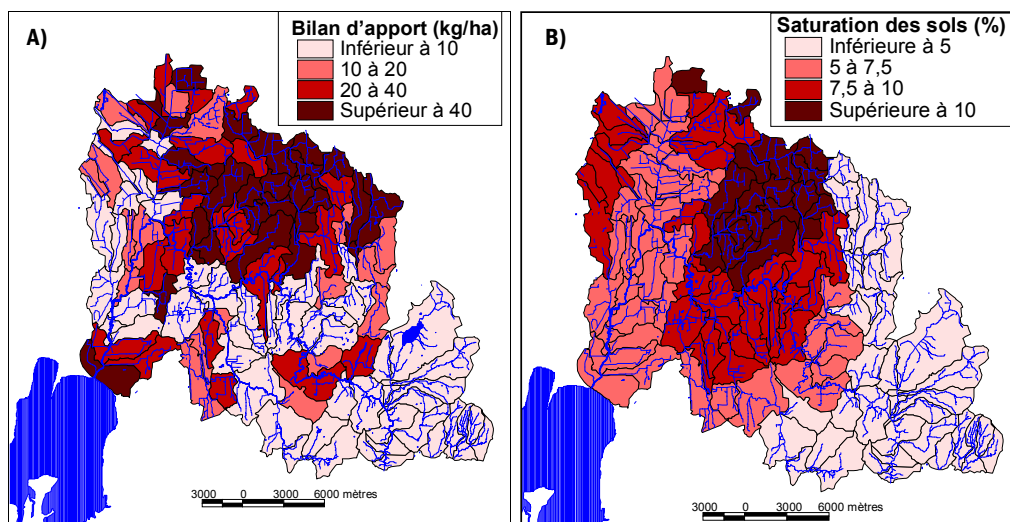 A)
Bilan d'apport (kg/ha)
Inférieur à 10
10 à 20
20 à 40
Supérieur à 40
3000 0 3000 6000 mètres
B)
Saturation des sols (%)
Inférieure à 5
5 à 7,5
7,5 à 10
Supérieure à 10
3000 0 3000 6000 mètres